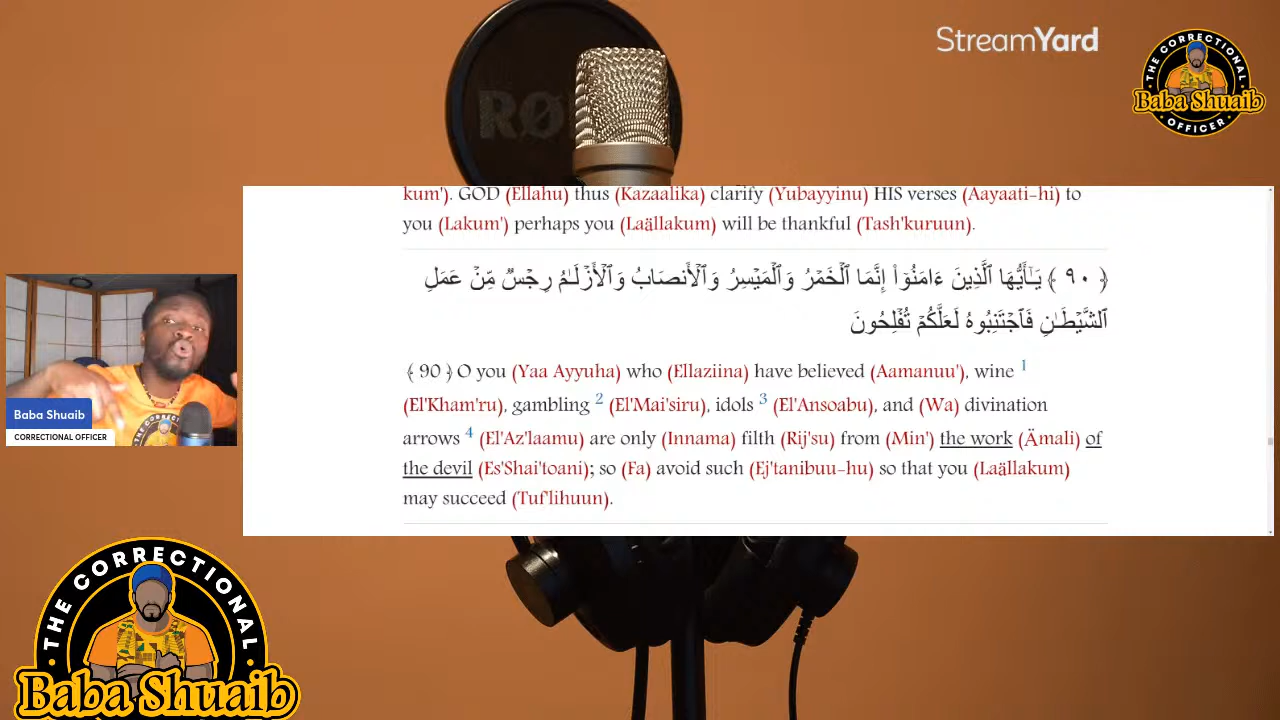 StreamYard
THE CORRECTIONAL
Baba Shuaib
OFFICER
RØ
kum'). GOD (Ellahu) thus (Kazaalika) clarify (Yubayyinu) HIS verses (Aayaati-hi) to
you (Lakum') perhaps you (Laällakum) will be thankful (Tash'kuruun).
﴿ ٩٠ ﴾ يَـٰٓأَيُّهَا ٱلَّذِينَ ءَامَنُوٓا۟ إِنَّمَا ٱلْخَمْرُ وَٱلْمَيْسِرُ وَٱلْأَنصَابُ وَٱلْأَزْلَـٰمُ رِجْسٌ مِّنْ عَمَلِ
ٱلشَّيْطَـٰنِ فَٱجْتَنِبُوهُ لَعَلَّكُمْ تُفْلِحُونَ
﴾ 90 ﴿ O you (Yaa Ayyuha) who (Ellaziina) have believed (Aamanuu'), wine 1
(El'Kham'ru), gambling 2 (El'Mai'siru), idols 3 (El'Ansoabu), and (Wa) divination
arrows 4 (El'Az'laamu) are only (Innama) filth (Rij'su) from (Min') the work (Ämali) of
the devil (Es'Shai'toani); so (Fa) avoid such (Ej'tanibuu-hu) so that you (Laällakum)
may succeed (Tuf'lihuun).
Baba Shuaib
CORRECTIONAL OFFICER
THE CORRECTIONAL
Baba Shuaib